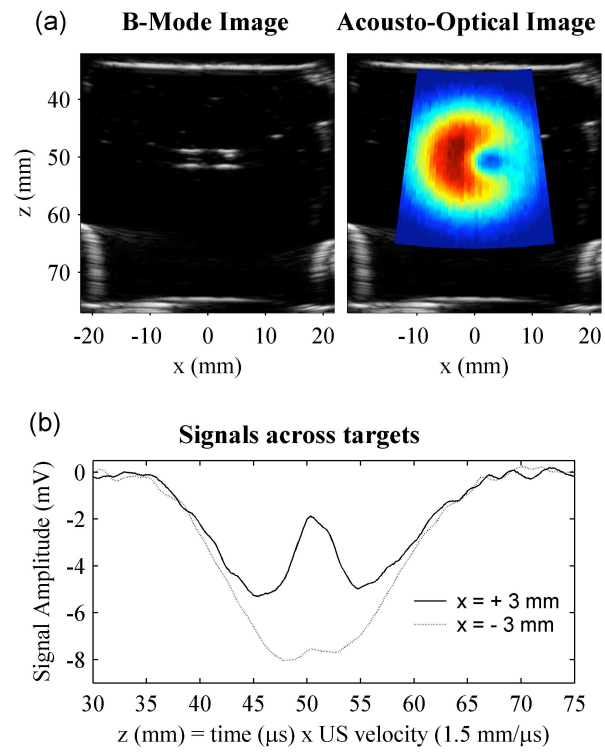 (a) B-Mode Image Acousto-Optical Image
40
50
60
70
z (mm)
-20 -10 0 10 20
-10 0 10 20
x (mm) x (mm)
(b)
Signals across targets
0
-2
-4
-6
-8
Signal Amplitude (mV)
x = + 3 mm
x = - 3 mm
30 35 40 45 50 55 60 65 70 75
z (mm) = time (μs) x US velocity (1.5 mm/μs)